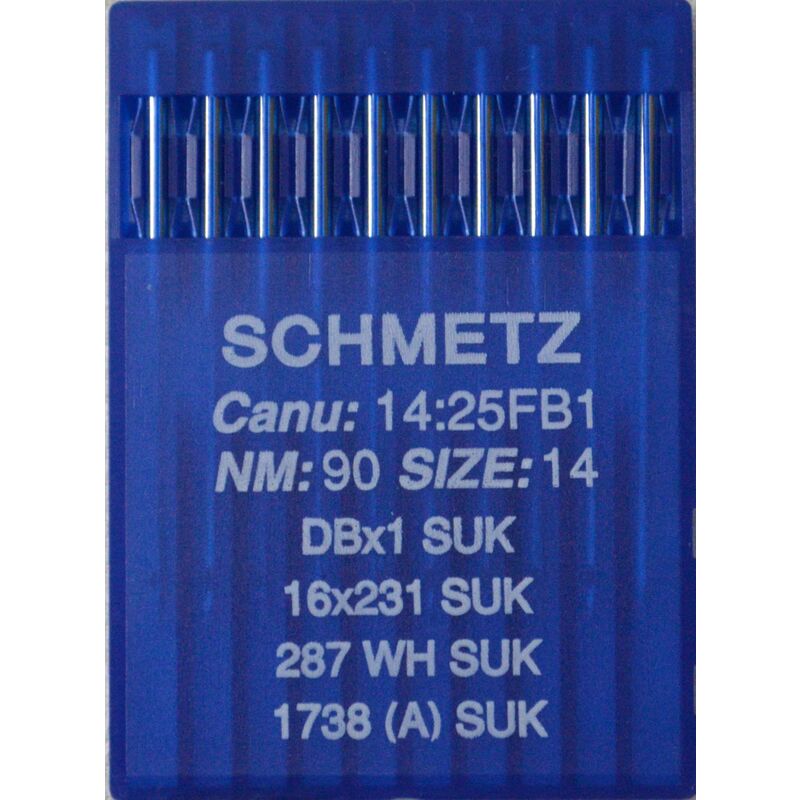 SCHMETZ
Canu: 14:25FB1
NM: 90 SIZE: 14
DBx1 SUK
16x231 SUK
287 WH SUK
1738 (A) SUK